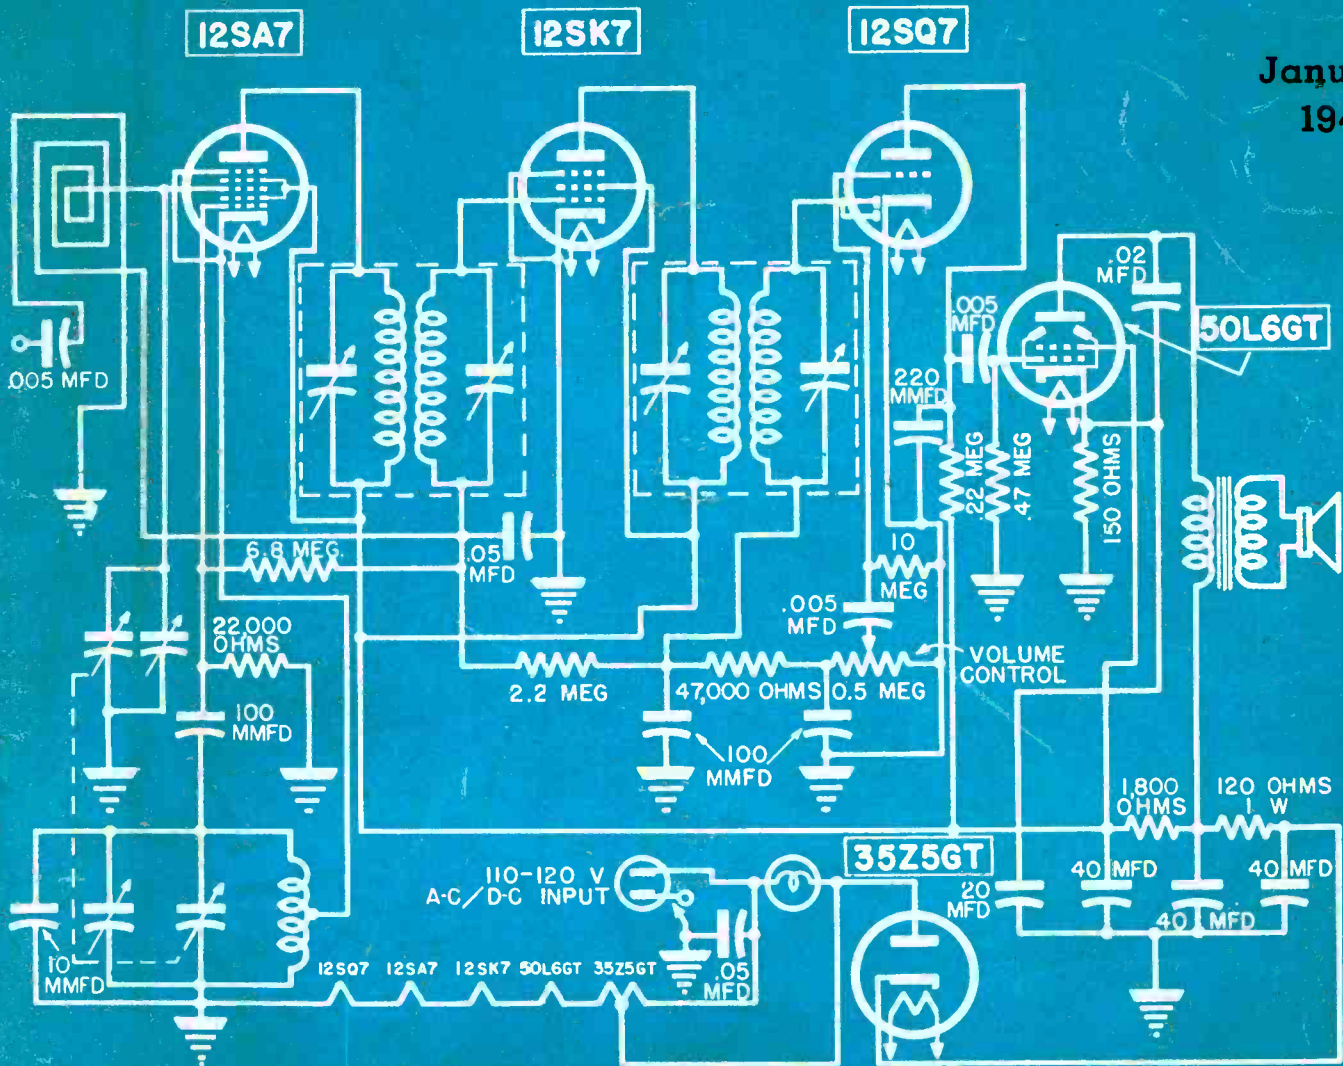 12SA7
12SK7
12SQ7
.005 MFD
.02
MFD
50L6GT
.005
MFD
220
MMFD
.22 MEG
.47 MEG
150 OHMS
6.8 MEG.
.05
MFD
10
MEG
22,000
OHMS
.005
MFD
VOLUME
CONTROL
2.2 MEG
47,000 OHMS
0.5 MEG
100
MMFD
100
MMFD
1,800
OHMS
120 OHMS
1 W
35Z5GT
110-120 V
A-C/D-C INPUT
20
MFD
40 MFD
40 MFD
40 MFD
10
MMFD
12SQ7 12SA7 12SK7 50L6GT 35Z5GT
.05
MFD